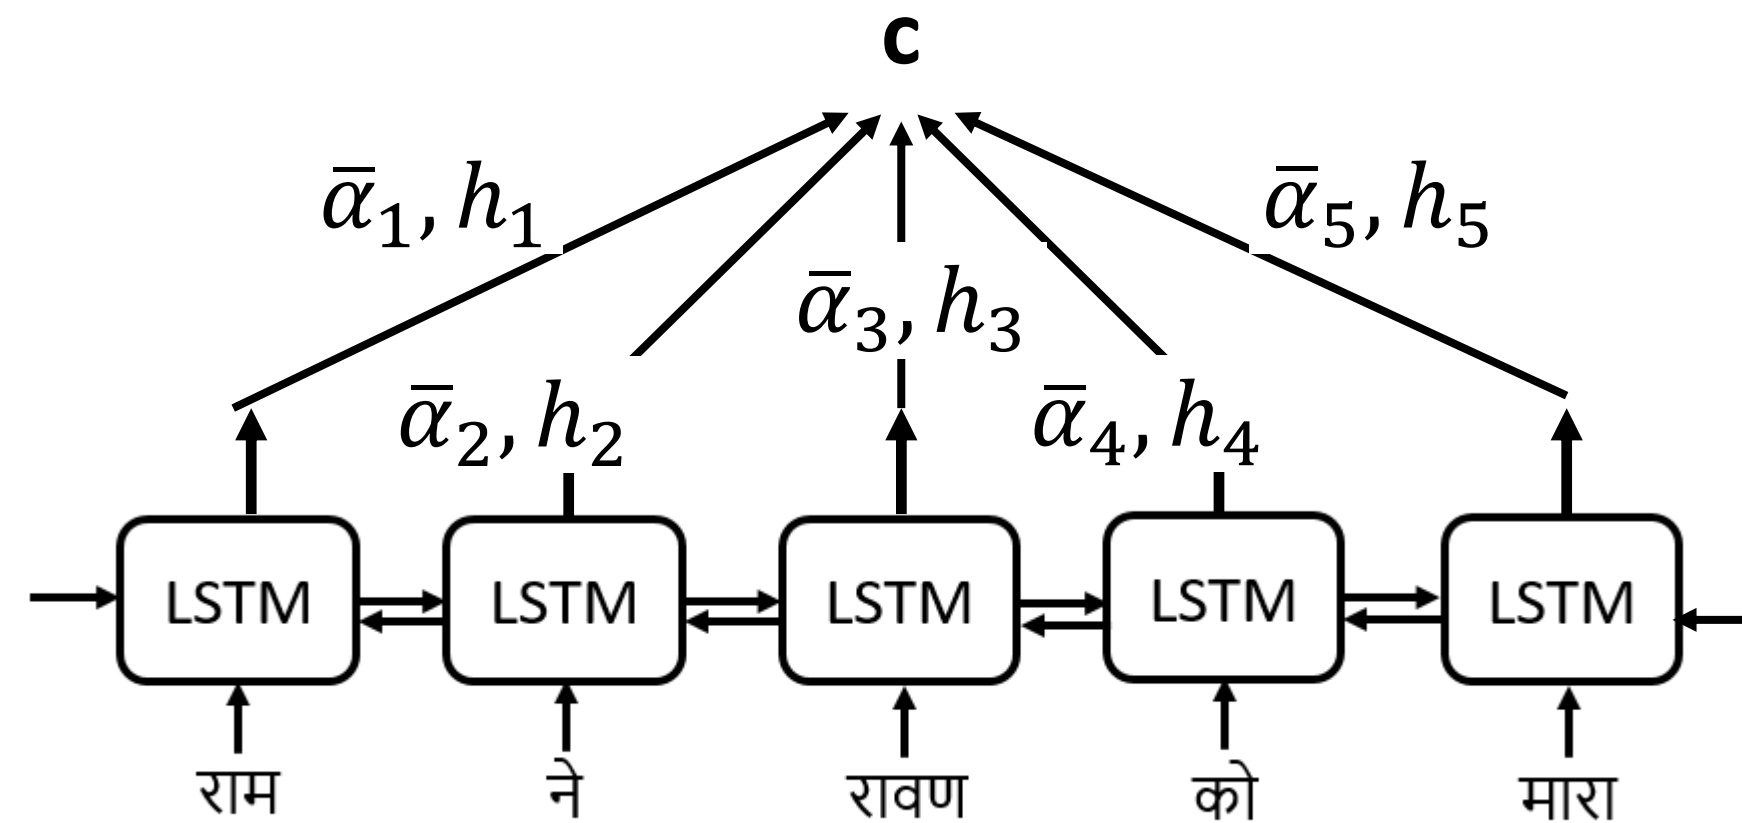 c
ᾱ₁, h₁
ᾱ₅, h₅
ᾱ₃, h₃
ᾱ₂, h₂
ᾱ₄, h₄
LSTM LSTM LSTM LSTM LSTM
राम ने रावण को मारा